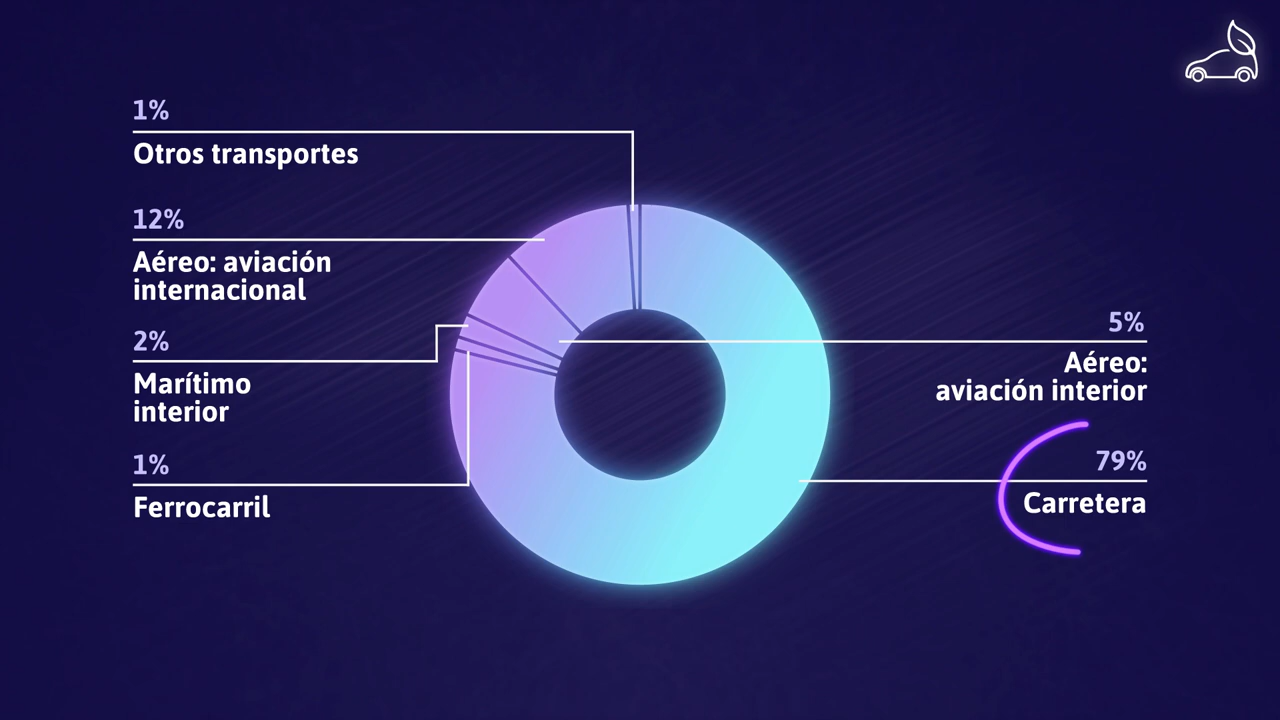 1%
Otros transportes
12%
Aéreo: aviación
internacional
2%
Marítimo
interior
1%
Ferrocarril
5%
Aéreo:
aviación interior
79%
Carretera